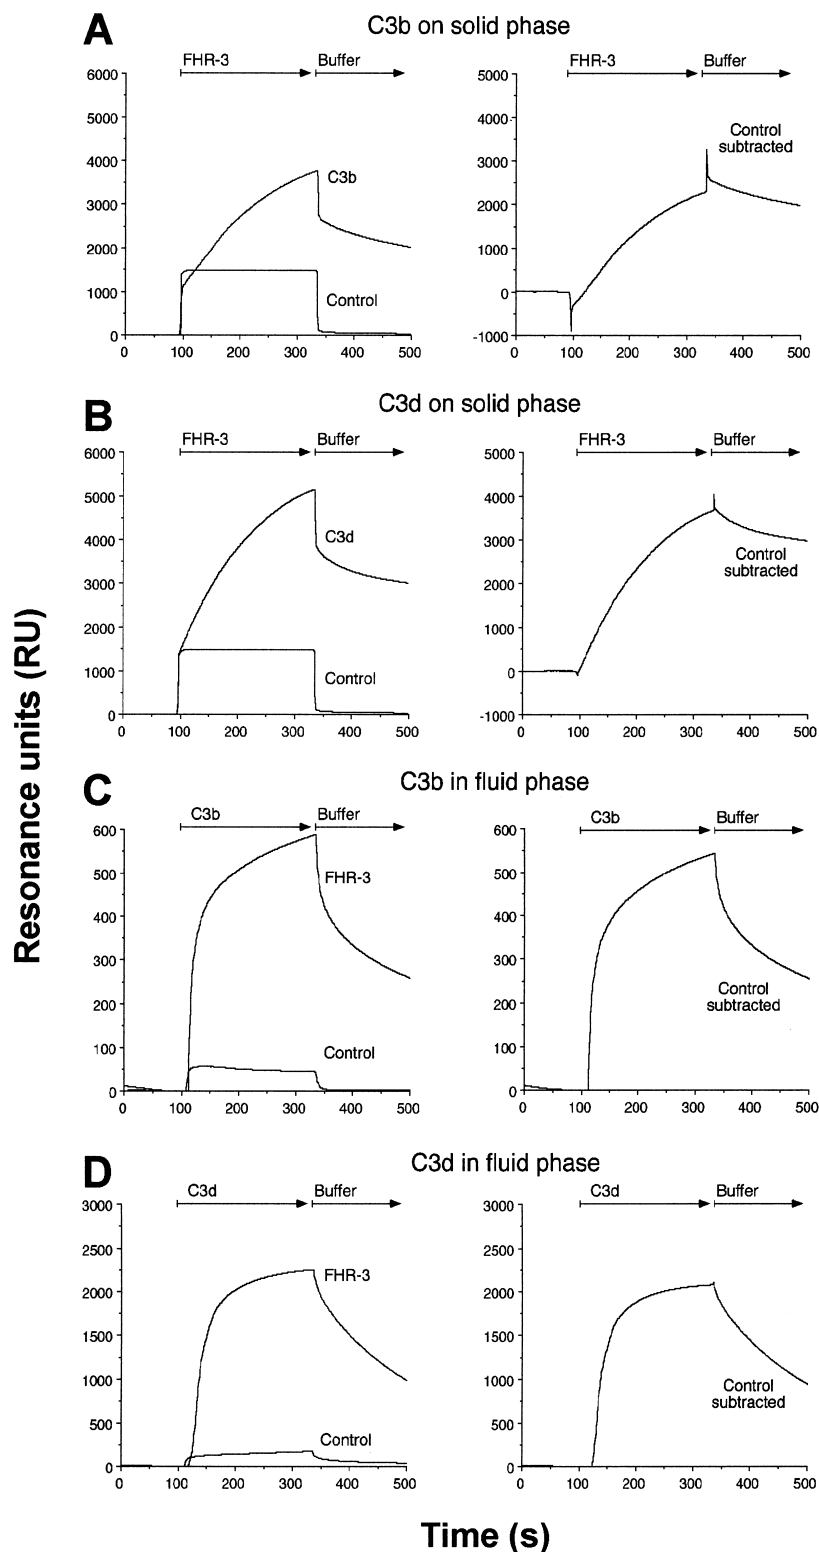 A
C3b on solid phase
FHR-3 Buffer
6000
5000
4000
3000
2000
1000
0
C3b
Control
0 100 200 300 400 500
FHR-3 Buffer
5000
4000
3000
2000
1000
0
-1000
Control
subtracted
0 100 200 300 400 500
B
C3d on solid phase
FHR-3 Buffer
6000
5000
4000
3000
2000
1000
0
C3d
Control
0 100 200 300 400 500
FHR-3 Buffer
5000
4000
3000
2000
1000
0
-1000
Control
subtracted
0 100 200 300 400 500
Resonance units (RU)
C
C3b in fluid phase
C3b Buffer
600
500
400
300
200
100
0
FHR-3
Control
0 100 200 300 400 500
C3b Buffer
600
500
400
300
200
100
0
Control
subtracted
0 100 200 300 400 500
D
C3d in fluid phase
C3d Buffer
3000
2500
2000
1500
1000
500
0
FHR-3
Control
0 100 200 300 400 500
C3d Buffer
3000
2500
2000
1500
1000
500
0
Control
subtracted
0 100 200 300 400 500
Time (s)